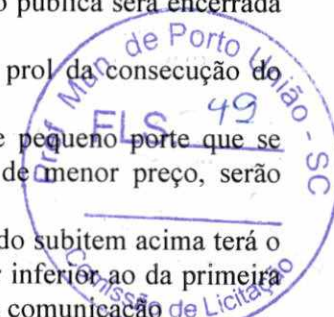 o pública será encerrada
prol da consecução do
e pequeno porte que se
de menor preço, serão
do subitem acima terá o
inferior ao da primeira
comunicação
Pref Mun. de Porto União - SC
FLS 49
Comissão de Licitação